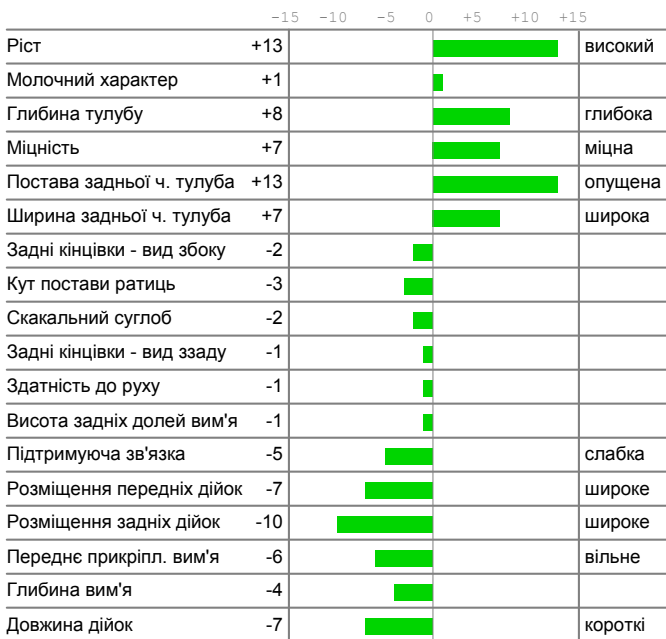 -15 -10 -5 0 +5 +10 +15
Ріст +13 високий
Молочний характер +1
Глибина тулубу +8 глибока
Міцність +7 міцна
Постава задньої ч. тулуба +13 опущена
Ширина задньої ч. тулуба +7 широка
Задні кінцівки - вид збоку -2
Кут постави ратиць -3
Скакальний суглоб -2
Задні кінцівки - вид ззаду -1
Здатність до руху -1
Висота задніх долей вим'я -1
Підтримуюча зв'язка -5 слабка
Розміщення передніх дійок -7 широке
Розміщення задніх дійок -10 широке
Переднє прикріпл. вим'я -6 вільне
Глибина вим'я -4
Довжина дійок -7 короткі